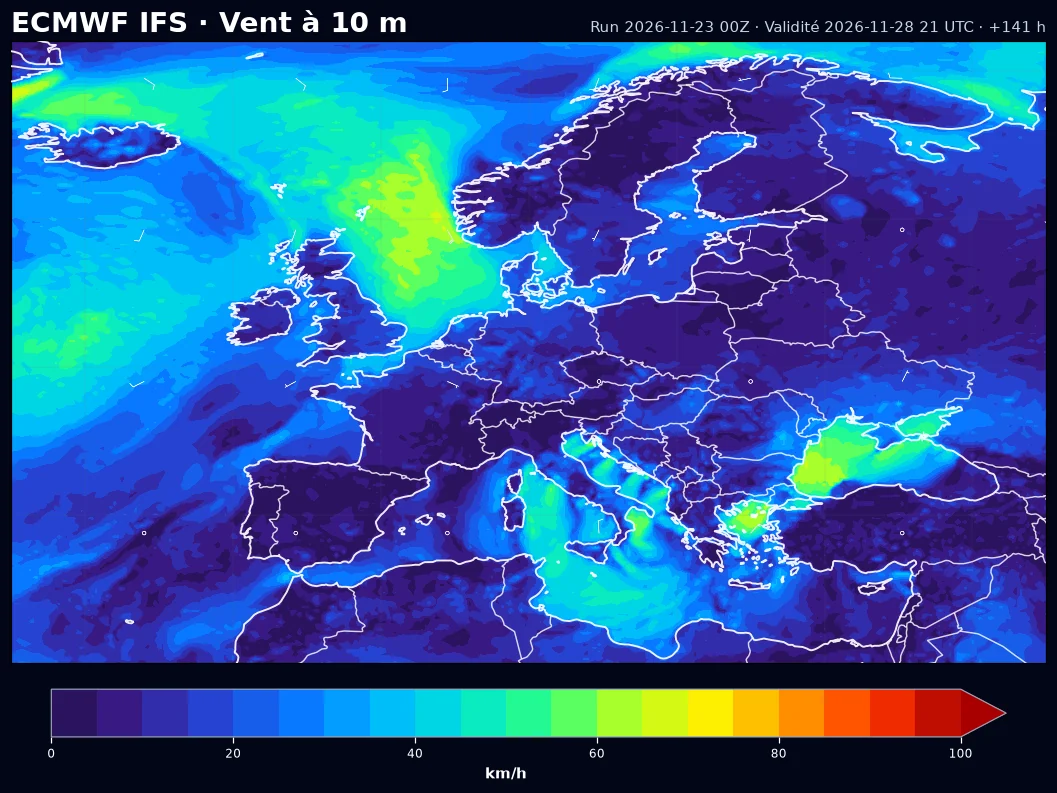 ECMWF IFS · Vent à 10 m
Run 2026-11-23 00Z · Validité 2026-11-28 21 UTC · +141 h
0 20 40 60 80 100
km/h